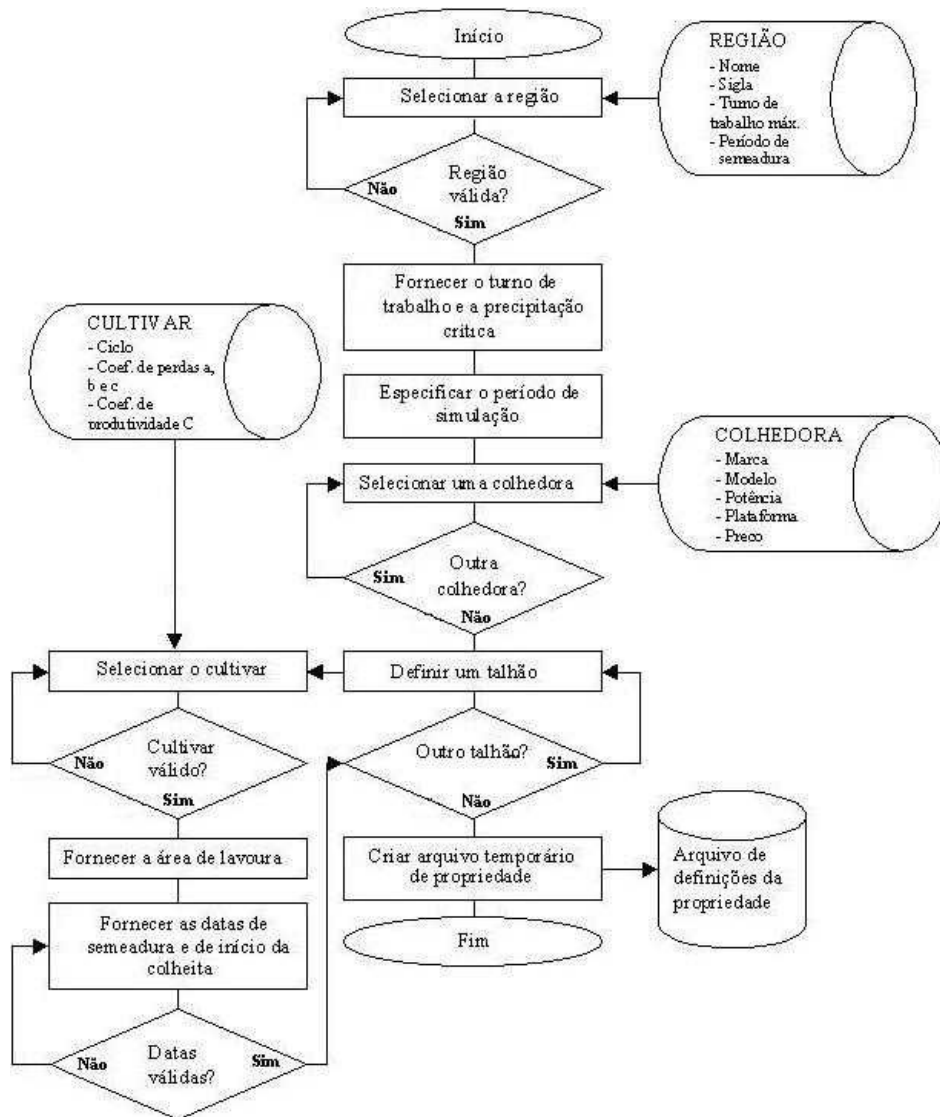 Início
REGIÃO
- Nome
- Sigla
- Turno de
trabalho máx.
- Período de
semeadura
Selecionar a região
Região
válida?
Não
Sim
Fornecer o turno de
trabalho e a precipitação
crítica
CULTIVAR
- Ciclo
- Coef. de perdas a,
b e c
- Coef. de
produtividade C
Especificar o período de
simulação
COLHEDORA
- Marca
- Modelo
- Potência
- Plataforma
- Preco
Selecionar uma colhedora
Outra
colhedora?
Sim
Não
Selecionar o cultivar
Definir um talhão
Cultivar
válido?
Não
Sim
Outro talhão?
Sim
Não
Fornecer a área de lavoura
Criar arquivo temporário
de propriedade
Arquivo de
definições da
propriedade
Fornecer as datas de
semeadura e de início da
colheita
Fim
Datas
válidas?
Não
Sim